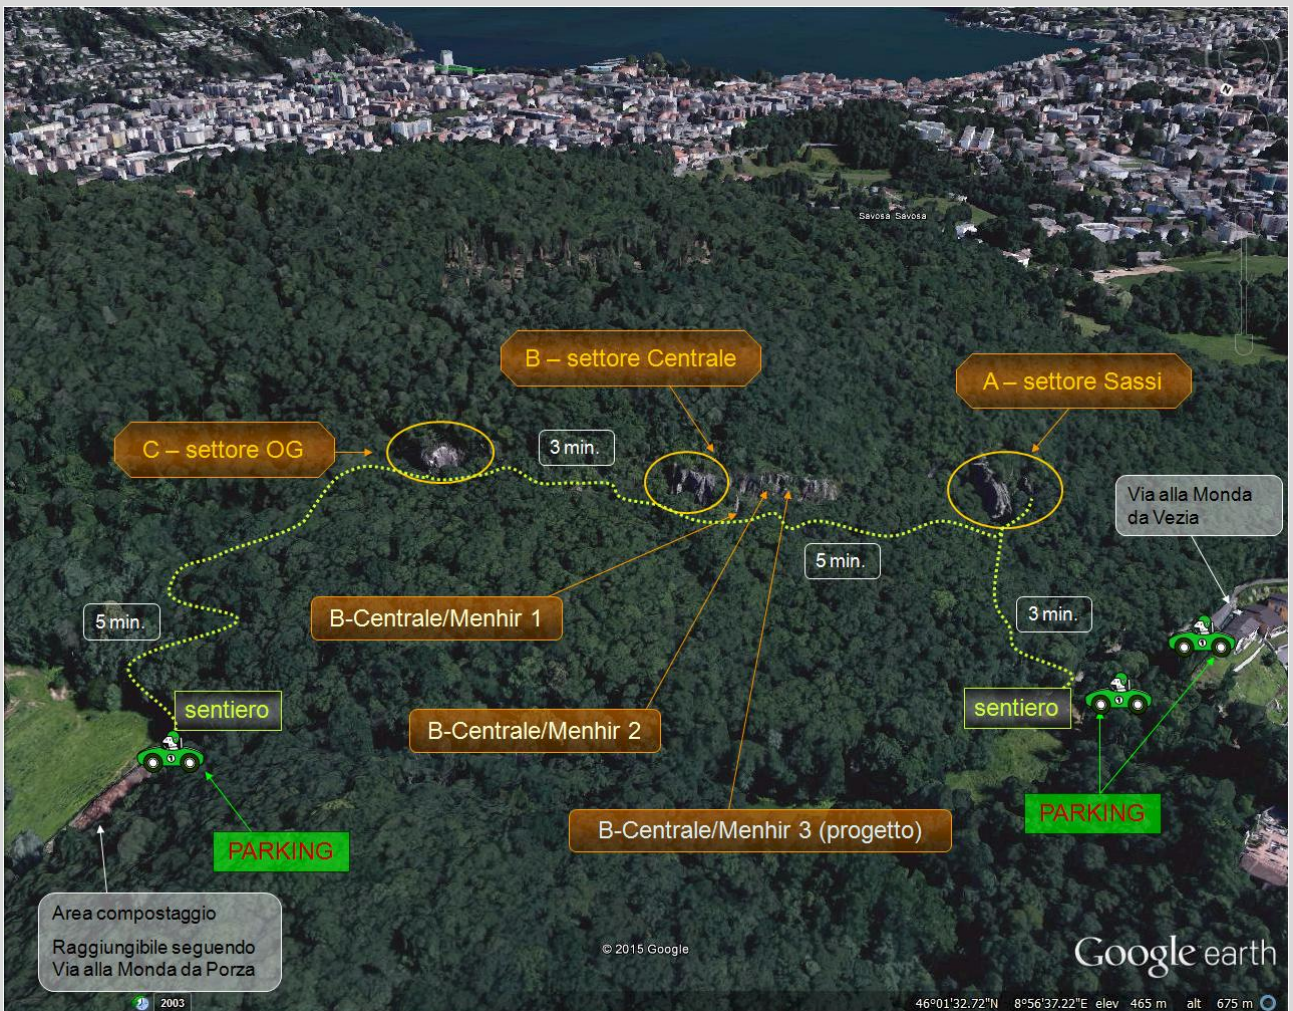 Savosa Savosa
B – settore Centrale
A – settore Sassi
C – settore OG
3 min.
Via alla Monda
da Vezia
5 min.
B-Centrale/Menhir 1
5 min.
3 min.
sentiero
sentiero
B-Centrale/Menhir 2
PARKING
B-Centrale/Menhir 3 (progetto)
PARKING
Area compostaggio
Raggiungibile seguendo
Via alla Monda da Porza
© 2015 Google
Google earth
2003
46°01'32.72"N 8°56'37.22"E elev 465 m alt 675 m